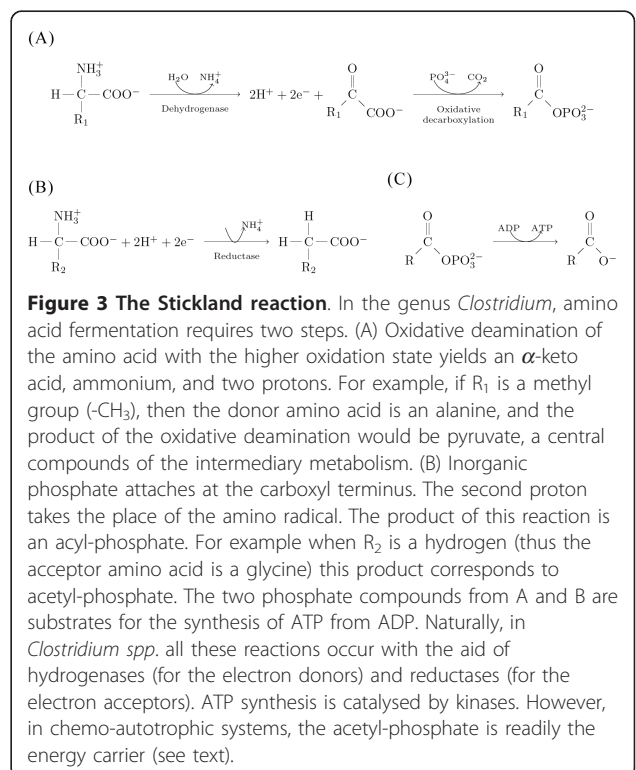 (A)
NH₃⁺
H–C–COO⁻
R₁
H₂O NH₄⁺
Dehydrogenase
2H⁺ + 2e⁻ +
O
C
R₁ COO⁻
PO₄³⁻ CO₂
Oxidative
decarboxylation
O
C
R₁ OPO₃²⁻
(B)
NH₃⁺
H–C–COO⁻ + 2H⁺ + 2e⁻
R₂
NH₄⁺
Reductase
H
H–C–COO⁻
R₂
(C)
O
C
R OPO₃²⁻
ADP ATP
O
C
R O⁻
Figure 3 The Stickland reaction. In the genus Clostridium, amino
acid fermentation requires two steps. (A) Oxidative deamination of
the amino acid with the higher oxidation state yields an α-keto
acid, ammonium, and two protons. For example, if R₁ is a methyl
group (-CH₃), then the donor amino acid is an alanine, and the
product of the oxidative deamination would be pyruvate, a central
compounds of the intermediary metabolism. (B) Inorganic
phosphate attaches at the carboxyl terminus. The second proton
takes the place of the amino radical. The product of this reaction is
an acyl-phosphate. For example when R₂ is a hydrogen (thus the
acceptor amino acid is a glycine) this product corresponds to
acetyl-phosphate. The two phosphate compounds from A and B are
substrates for the synthesis of ATP from ADP. Naturally, in
Clostridium spp. all these reactions occur with the aid of
hydrogenases (for the electron donors) and reductases (for the
electron acceptors). ATP synthesis is catalysed by kinases. However,
in chemo-autotrophic systems, the acetyl-phosphate is readily the
energy carrier (see text).